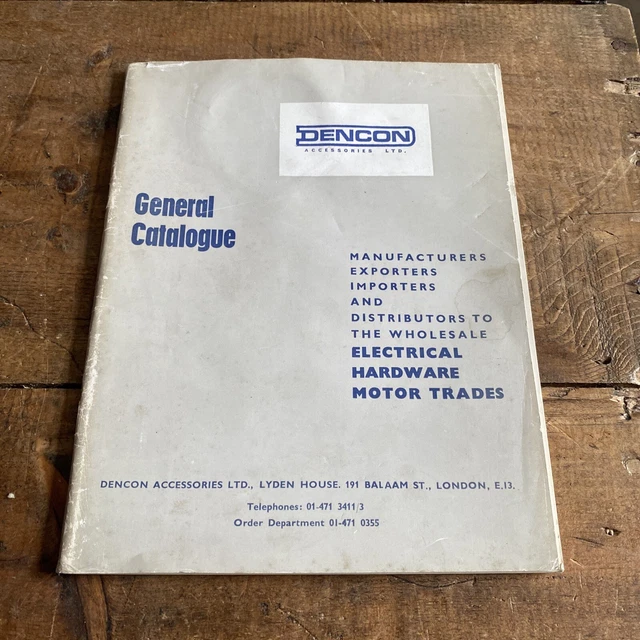 DENCON
ACCESSORIES LTD.
General
Catalogue
MANUFACTURERS
EXPORTERS
IMPORTERS
AND
DISTRIBUTORS TO
THE WHOLESALE
ELECTRICAL
HARDWARE
MOTOR TRADES
DENCON ACCESSORIES LTD., LYDEN HOUSE. 191 BALAAM ST., LONDON, E.13.
Telephones: 01-471 3411/3
Order Department 01-471 0355